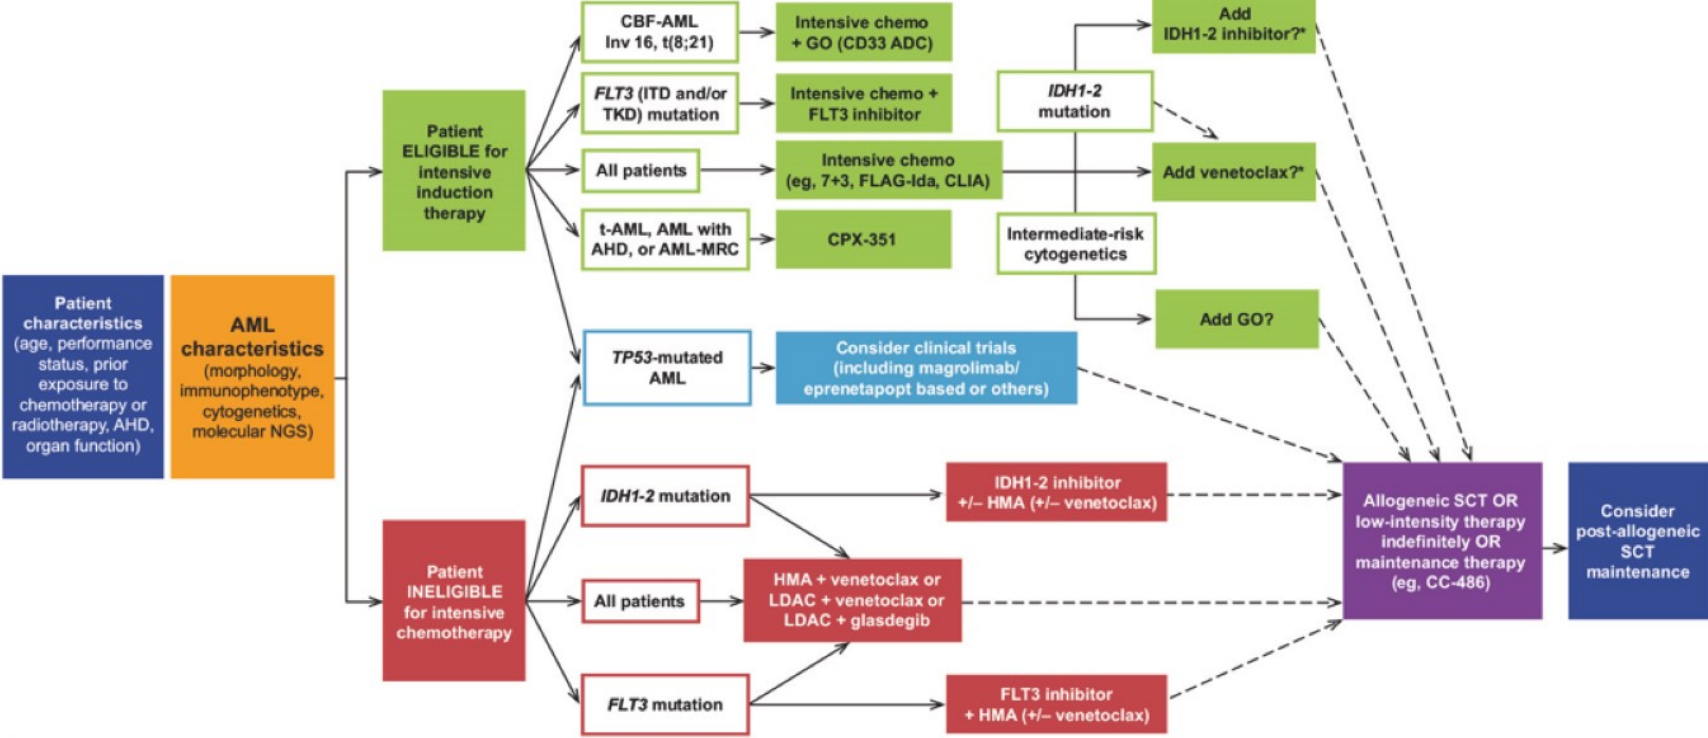 Patient
characteristics
(age, performance
status, prior
exposure to
chemotherapy or
radiotherapy, AHD,
organ function)
AML
characteristics
(morphology,
immunophenotype,
cytogenetics,
molecular NGS)
Patient
ELIGIBLE for
intensive
induction
therapy
CBF-AML
Inv 16, t(8;21)
Intensive chemo
+ GO (CD33 ADC)
FLT3 (ITD and/or
TKD) mutation
Intensive chemo +
FLT3 inhibitor
All patients
Intensive chemo
(eg, 7+3, FLAG-Ida, CLIA)
t-AML, AML with
AHD, or AML-MRC
CPX-351
Add
IDH1-2 inhibitor?*
IDH1-2
mutation
Add venetoclax?*
Intermediate-risk
cytogenetics
Add GO?
TP53-mutated
AML
Consider clinical trials
(including magrolimab/
eprenetapopt based or others)
Patient
INELIGIBLE
for intensive
chemotherapy
IDH1-2 mutation
IDH1-2 inhibitor
+/– HMA (+/– venetoclax)
All patients
HMA + venetoclax or
LDAC + venetoclax or
LDAC + glasdegib
FLT3 mutation
FLT3 inhibitor
+ HMA (+/– venetoclax)
Allogeneic SCT OR
low-intensity therapy
indefinitely OR
maintenance therapy
(eg, CC-486)
Consider
post-allogeneic
SCT
maintenance